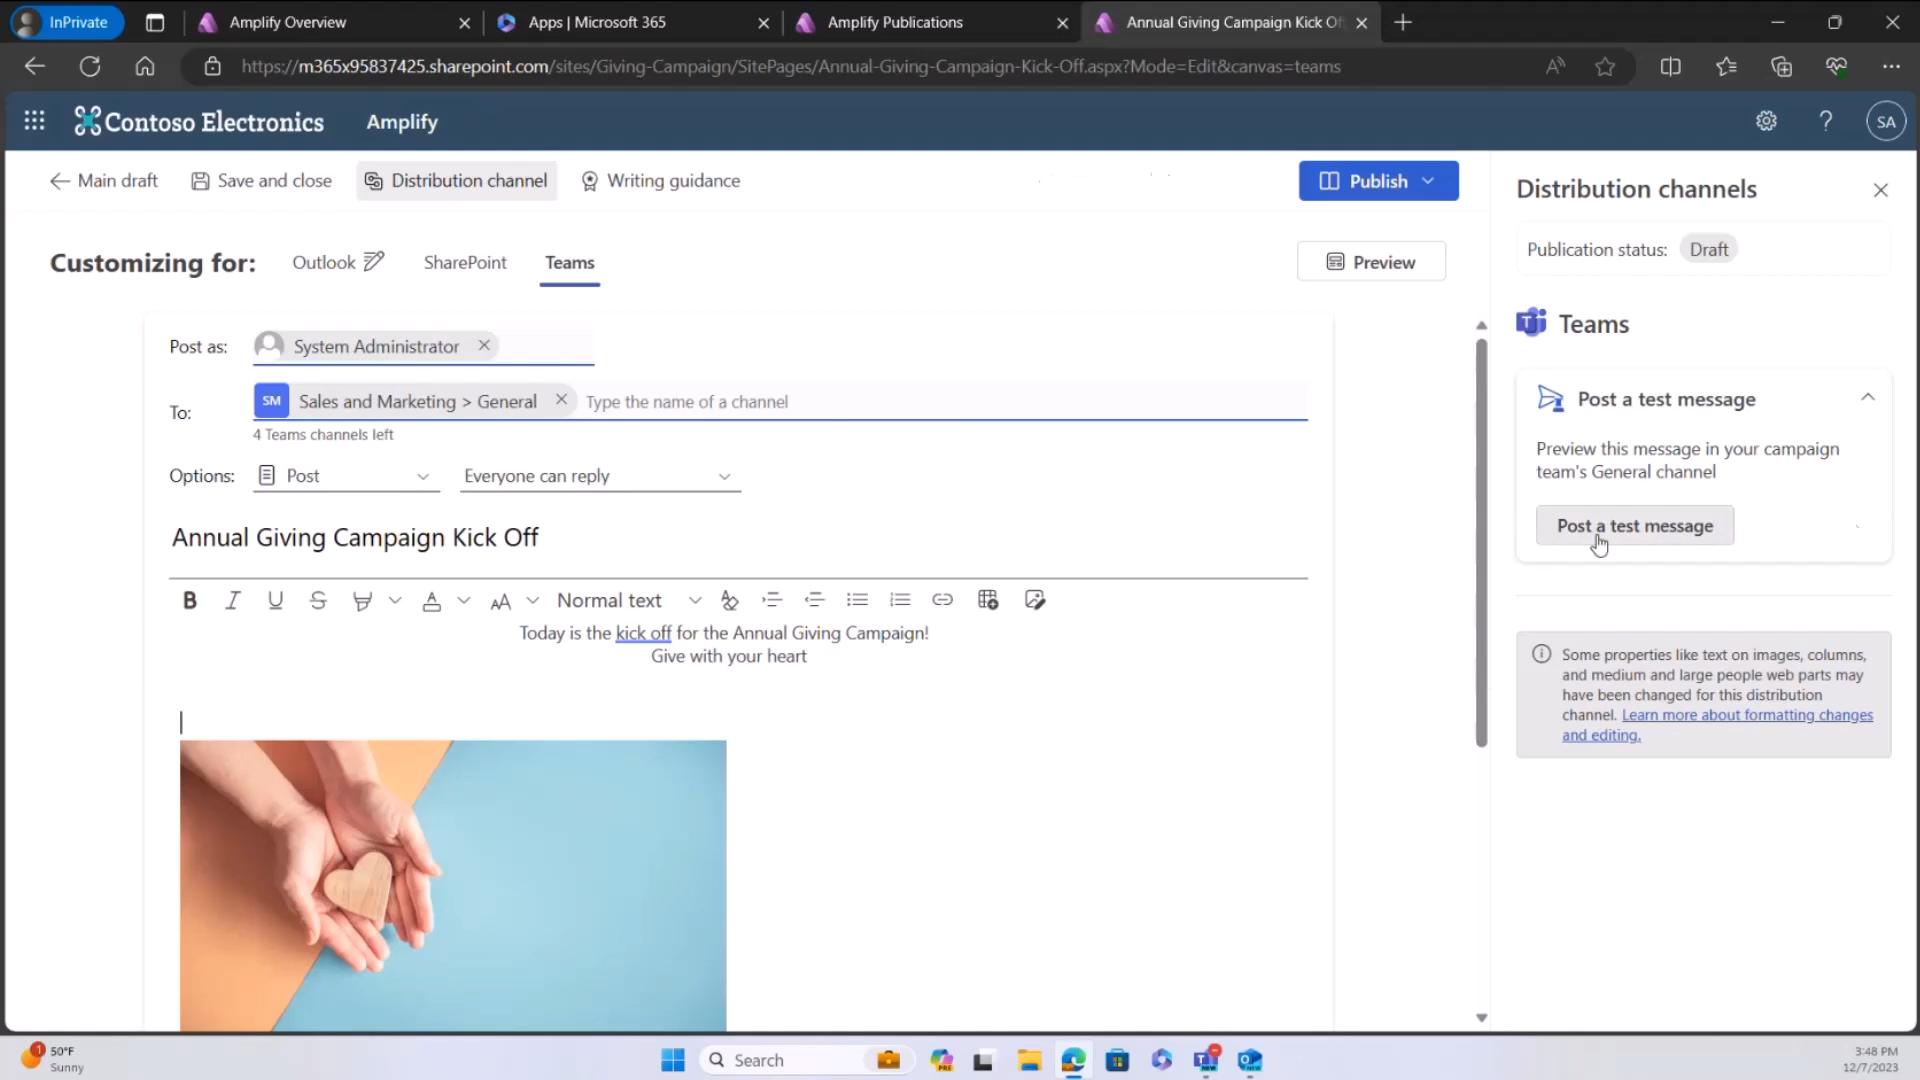 InPrivate
Amplify Overview
Apps | Microsoft 365
Amplify Publications
Annual Giving Campaign Kick Of
https://m365x95837425.sharepoint.com/sites/Giving-Campaign/SitePages/Annual-Giving-Campaign-Kick-Off.aspx?Mode=Edit&canvas=teams
Contoso Electronics
Amplify
SA
Main draft
Save and close
Distribution channel
Writing guidance
Publish
Customizing for:
Outlook
SharePoint
Teams
Preview
Post as:
System Administrator
To:
SM
Sales and Marketing > General
Type the name of a channel
4 Teams channels left
Options:
Post
Everyone can reply
Annual Giving Campaign Kick Off
Normal text
Today is the kick off for the Annual Giving Campaign!
Give with your heart
Distribution channels
Publication status: Draft
Teams
Post a test message
Preview this message in your campaign
team's General channel
Post a test message
Some properties like text on images, columns,
and medium and large people web parts may
have been changed for this distribution
channel. Learn more about formatting changes
and editing.
1
50°F
Sunny
Search
PRE
NEW
NEW
3:48 PM
12/7/2023